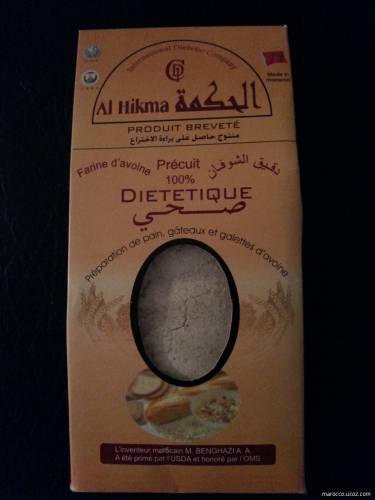 International Dietetic Company
Made in
morocco
Al Hikma الحكمة
PRODUIT BREVETÉ
منتوج حاصل على براءة الاختراع
Farine d'avoine Précuit دقيق الشوفان
100%
DIETETIQUE
صحي
Préparation de pain, gâteaux et galettes d'avoine
L'inventeur marocain M. BENGHAZI A. A.
A été primé par l'USDA et honoré par l'OMS
marocco.ucoz.com